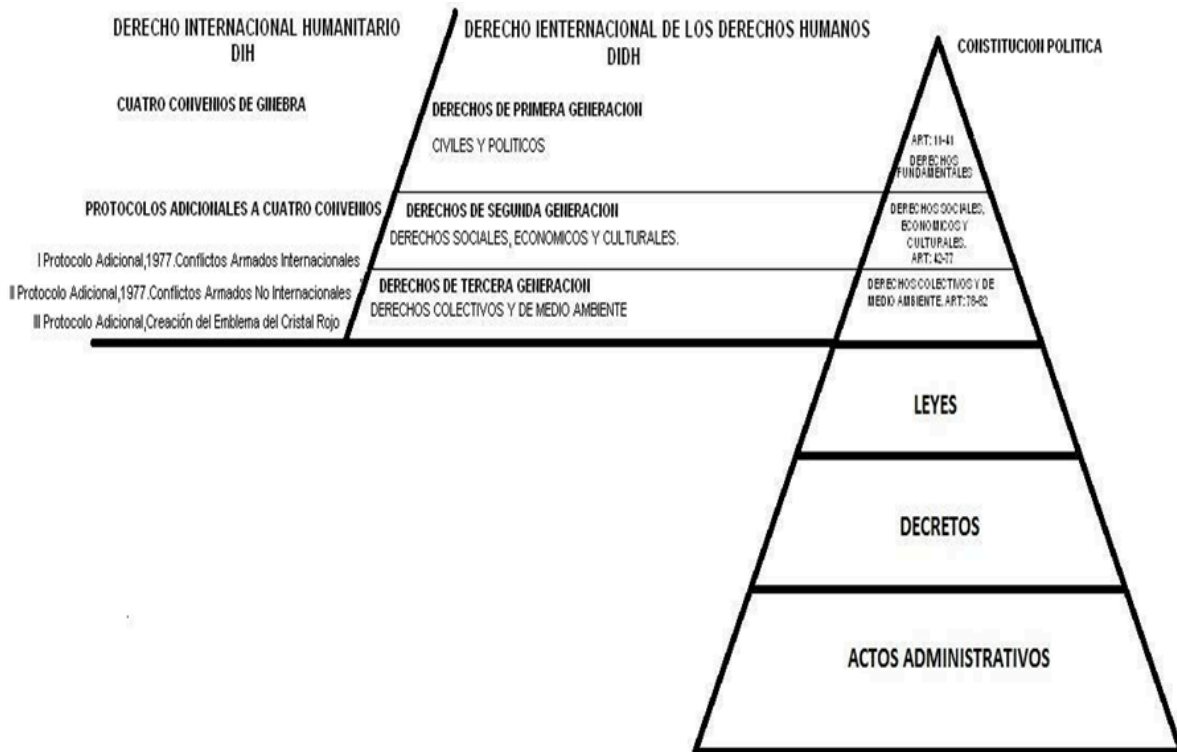 DERECHO INTERNACIONAL HUMANITARIO
DIH
CUATRO CONVENIOS DE GINEBRA
PROTOCOLOS ADICIONALES A CUATRO CONVENIOS
I Protocolo Adicional,1977.Conflictos Armados Internacionales
II Protocolo Adicional,1977.Conflictos Armados No Internacionales
III Protocolo Adicional,Creación del Emblema del Cristal Rojo
DERECHO IENTERNACIONAL DE LOS DERECHOS HUMANOS
DIDH
DERECHOS DE PRIMERA GENERACION
CIVILES Y POLITICOS
DERECHOS DE SEGUNDA GENERACION
DERECHOS SOCIALES, ECONOMICOS Y CULTURALES.
DERECHOS DE TERCERA GENERACION
DERECHOS COLECTIVOS Y DE MEDIO AMBIENTE
CONSTITUCION POLITICA
ART: 11-41
DERECHOS
FUNDAMENTALES
DERECHOS SOCIALES,
ECONOMICOS Y
CULTURALES.
ART: 42-77
DERECHOS COLECTIVOS Y DE
MEDIO AMBIENTE. ART: 78-82
LEYES
DECRETOS
ACTOS ADMINISTRATIVOS